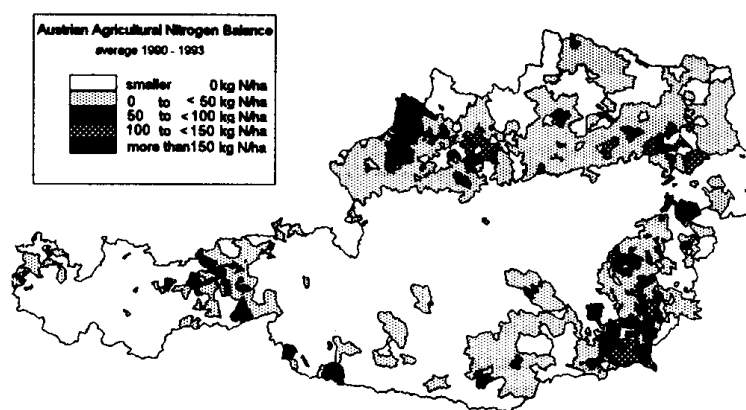 Austrian Agricultural Nitrogen Balance
average 1990 - 1993
smaller 0 kg N/ha
0 to < 50 kg N/ha
50 to <100 kg N/ha
100 to <150 kg N/ha
more than 150 kg N/ha